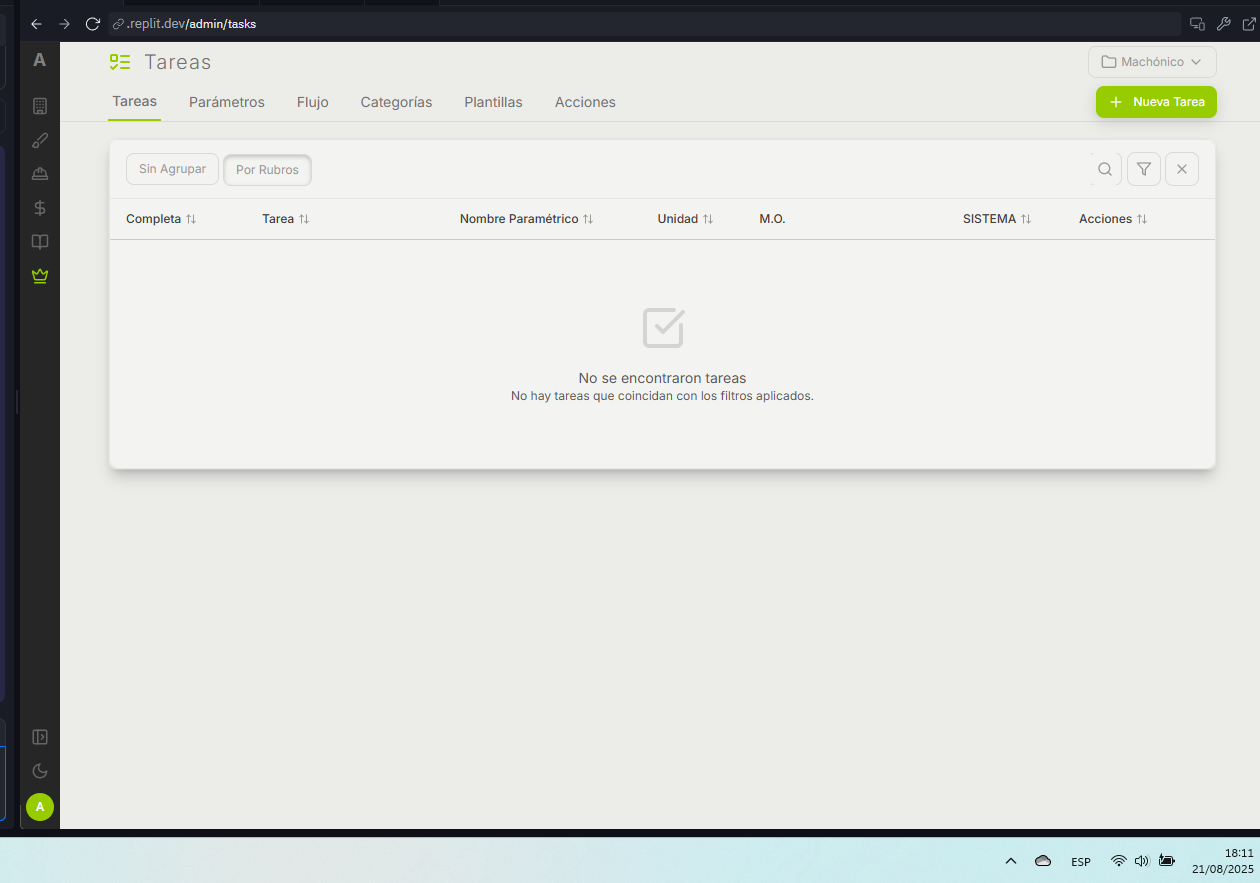 .replit.dev/admin/tasks
A
Tareas
Machónico
Tareas Parámetros Flujo Categorías Plantillas Acciones
+ Nueva Tarea
Sin Agrupar Por Rubros
Completa Tarea Nombre Paramétrico Unidad M.O. SISTEMA Acciones
No se encontraron tareas
No hay tareas que coincidan con los filtros aplicados.
A
ESP
18:11
21/08/2025